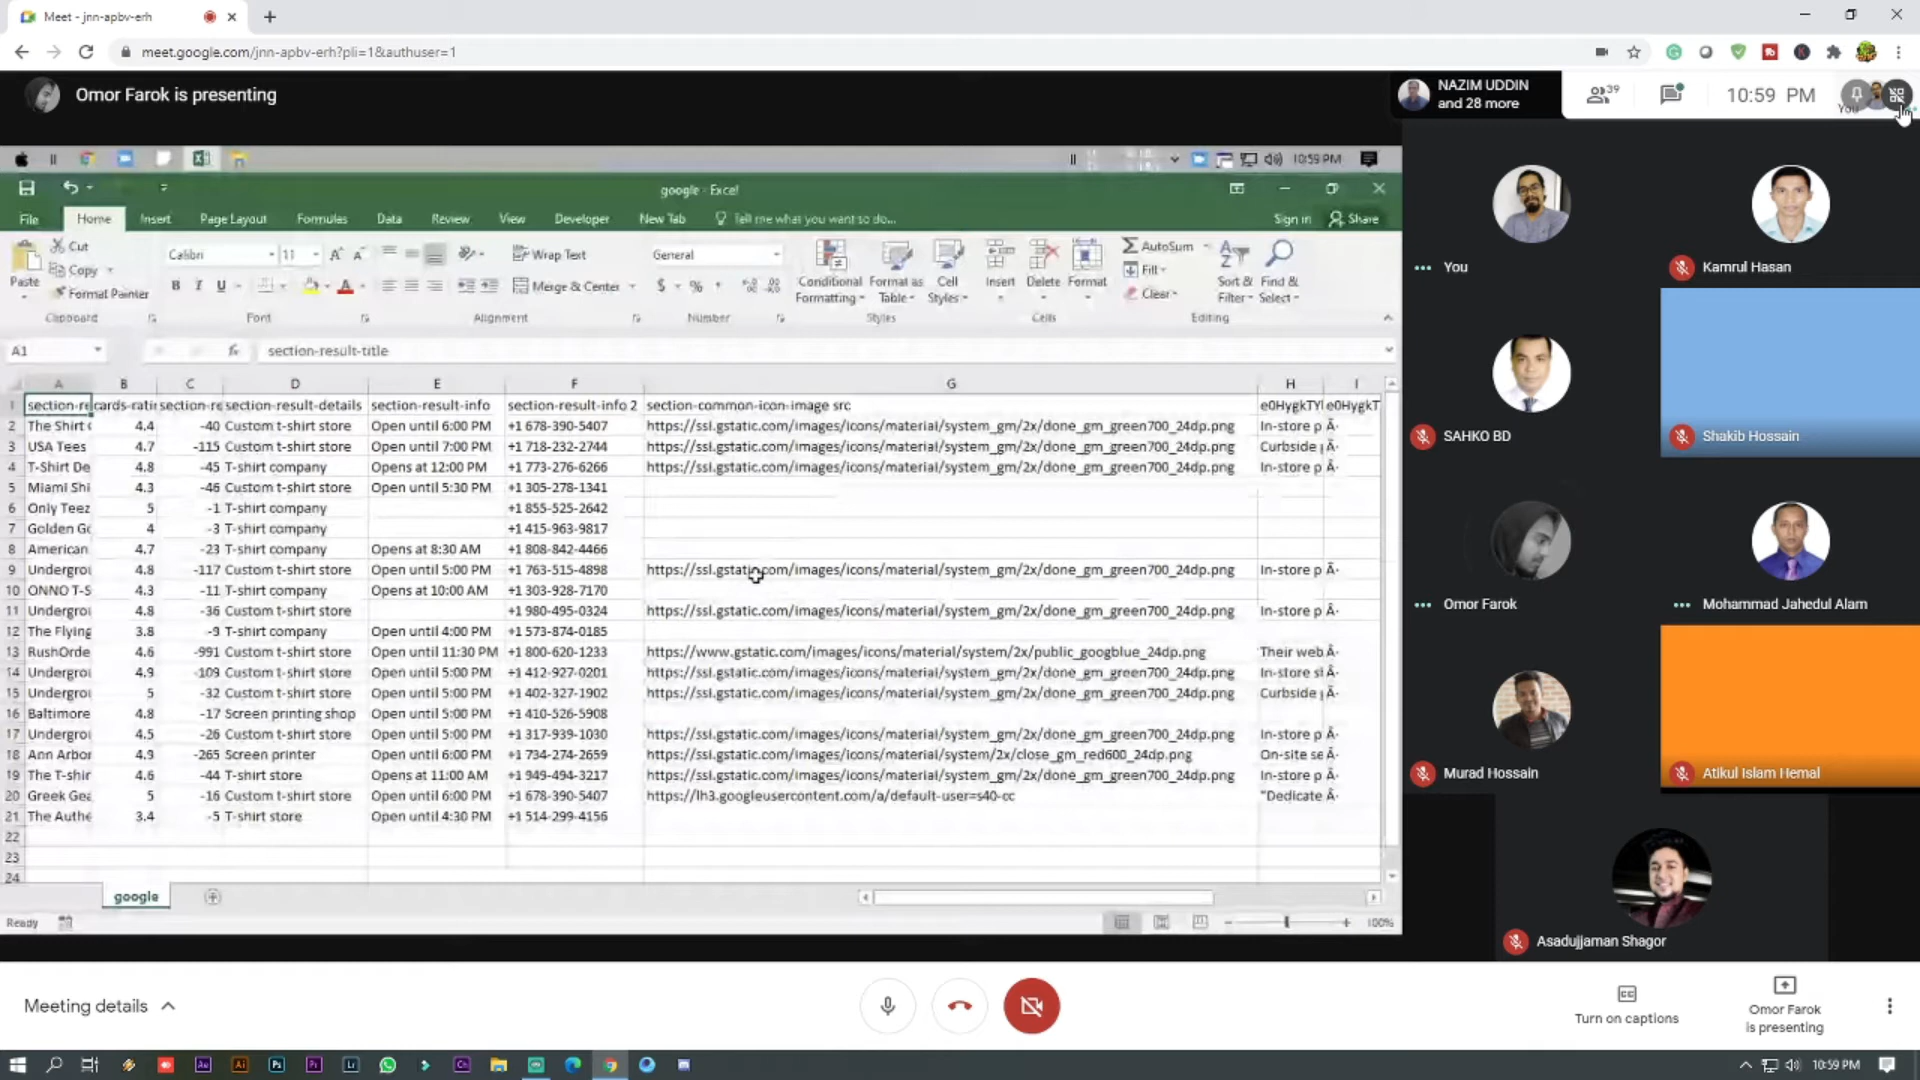 Meet - jnn-apbv-erh
meet.google.com/jnn-apbv-erh?pli=1&authuser=1
Omor Farok is presenting
NAZIM UDDIN
and 28 more
39
10:59 PM
You
10:59 PM
google - Excel
File Home Insert Page Layout Formulas Data Review View Developer New Tab Tell me what you want to do... Sign in Share
Paste Cut Copy Format Painter
Calibri 11
B I U
Wrap Text
Merge & Center
General
$ %
Conditional Formatting Format as Table Cell Styles Insert Delete Format
AutoSum Fill Clear
Sort & Filter Find & Select
Clipboard Font Alignment Number Styles Cells Editing
A1 fx section-result-title
A B C D E F G H I
1 section-re cards-ratin section-re section-result-details section-result-info section-result-info 2 section-common-icon-image src e0HygkTYl e0HygkT
2 The Shirt 4.4 -40 Custom t-shirt store Open until 6:00 PM +1 678-390-5407 https://ssl.gstatic.com/images/icons/material/system_gm/2x/done_gm_green700_24dp.png In-store p Â·
3 USA Tees 4.7 -115 Custom t-shirt store Open until 7:00 PM +1 718-232-2744 https://ssl.gstatic.com/images/icons/material/system_gm/2x/done_gm_green700_24dp.png Curbside Â·
4 T-Shirt De 4.8 -45 T-shirt company Opens at 12:00 PM +1 773-276-6266 https://ssl.gstatic.com/images/icons/material/system_gm/2x/done_gm_green700_24dp.png In-store p Â·
5 Miami Shi 4.3 -46 Custom t-shirt store Open until 5:30 PM +1 305-278-1341
6 Only Teez 5 -1 T-shirt company +1 855-525-2642
7 Golden Go 4 -3 T-shirt company +1 415-963-9817
8 American 4.7 -23 T-shirt company Opens at 8:30 AM +1 808-842-4466
9 Undergrou 4.8 -117 Custom t-shirt store Open until 5:00 PM +1 763-515-4898 https://ssl.gstatic.com/images/icons/material/system_gm/2x/done_gm_green700_24dp.png In-store p Â·
10 ONNO T-S 4.3 -11 T-shirt company Opens at 10:00 AM +1 303-928-7170
11 Undergrou 4.8 -36 Custom t-shirt store +1 980-495-0324 https://ssl.gstatic.com/images/icons/material/system_gm/2x/done_gm_green700_24dp.png In-store p Â·
12 The Flying 3.8 -9 T-shirt company Open until 4:00 PM +1 573-874-0185
13 RushOrde 4.6 -991 Custom t-shirt store Open until 11:30 PM +1 800-620-1233 https://www.gstatic.com/images/icons/material/system/2x/public_googblue_24dp.png Their web Â·
14 Undergrou 4.9 -109 Custom t-shirt store Open until 5:00 PM +1 412-927-0201 https://ssl.gstatic.com/images/icons/material/system_gm/2x/done_gm_green700_24dp.png In-store sl Â·
15 Undergrou 5 -32 Custom t-shirt store Open until 5:00 PM +1 402-327-1902 https://ssl.gstatic.com/images/icons/material/system_gm/2x/done_gm_green700_24dp.png Curbside Â·
16 Baltimore 4.8 -17 Screen printing shop Open until 5:00 PM +1 410-526-5908
17 Undergrou 4.5 -26 Custom t-shirt store Open until 5:00 PM +1 317-939-1030 https://ssl.gstatic.com/images/icons/material/system_gm/2x/done_gm_green700_24dp.png In-store p Â·
18 Ann Arbor 4.9 -265 Screen printer Open until 6:00 PM +1 734-274-2659 https://ssl.gstatic.com/images/icons/material/system/2x/close_gm_red600_24dp.png On-site se Â·
19 The T-shir 4.6 -44 T-shirt store Opens at 11:00 AM +1 949-494-3217 https://ssl.gstatic.com/images/icons/material/system_gm/2x/done_gm_green700_24dp.png In-store p Â·
20 Greek Gea 5 -16 Custom t-shirt store Open until 6:00 PM +1 678-390-5407 https://lh3.googleusercontent.com/a/default-user=s40-cc "Dedicate Â·
21 The Authe 3.4 -5 T-shirt store Open until 4:30 PM +1 514-299-4156
22
23
24
google
Ready 100%
You
Kamrul Hasan
SAHKO BD
Shakib Hossain
Omor Farok
Mohammad Jahedul Alam
Murad Hossain
Atikul Islam Hemal
Asadujjaman Shagor
Meeting details
Turn on captions
Omor Farok
is presenting
Ae Ai Ps Pr Lr Ch
10:59 PM